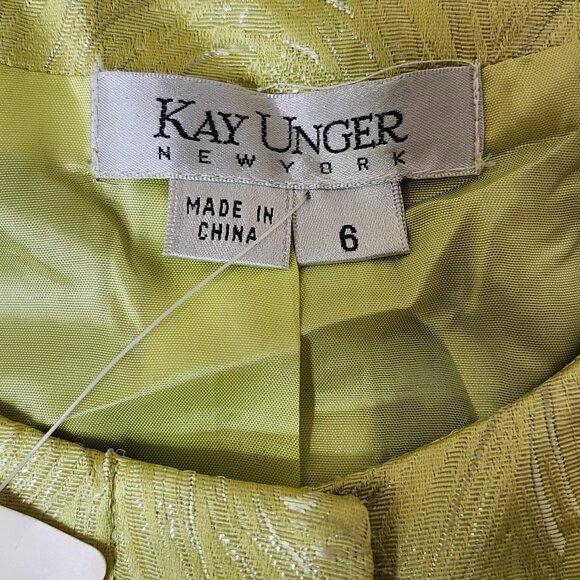 KAY UNGER
NEW YORK
MADE IN
CHINA
6